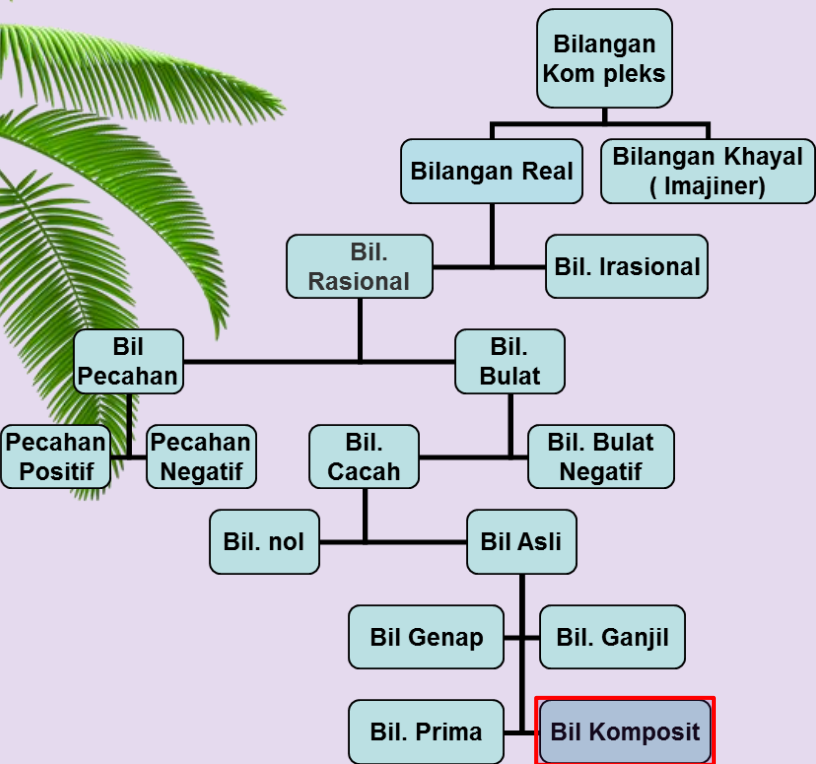 Bilangan
Kom pleks
Bilangan Real
Bilangan Khayal
( Imajiner)
Bil.
Rasional
Bil. Irasional
Bil
Pecahan
Bil.
Bulat
Pecahan
Positif
Pecahan
Negatif
Bil.
Cacah
Bil. Bulat
Negatif
Bil. nol
Bil Asli
Bil Genap
Bil. Ganjil
Bil. Prima
Bil Komposit